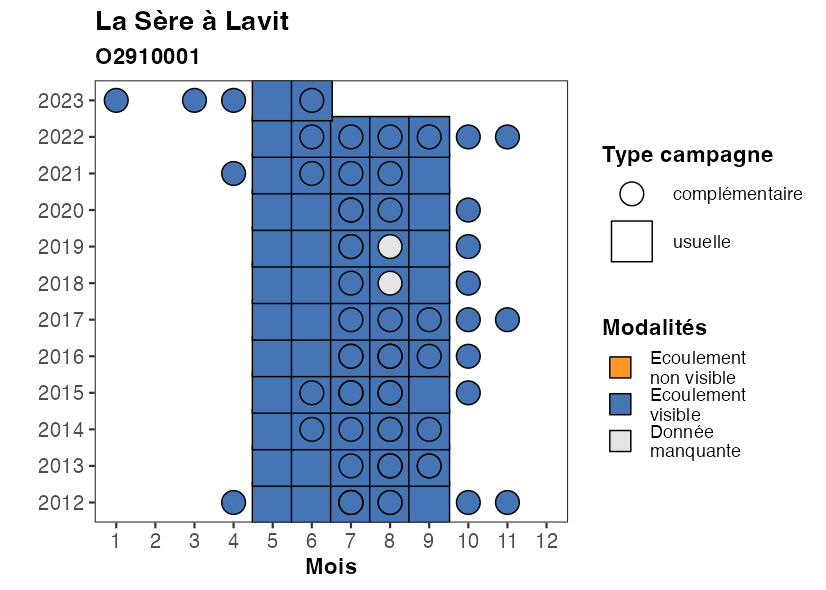 La Sère à Lavit
O2910001
2023
2022
2021
2020
2019
2018
2017
2016
2015
2014
2013
2012
1 2 3 4 5 6 7 8 9 10 11 12
Mois
Type campagne
complémentaire
usuelle
Modalités
Ecoulement
non visible
Ecoulement
visible
Donnée
manquante